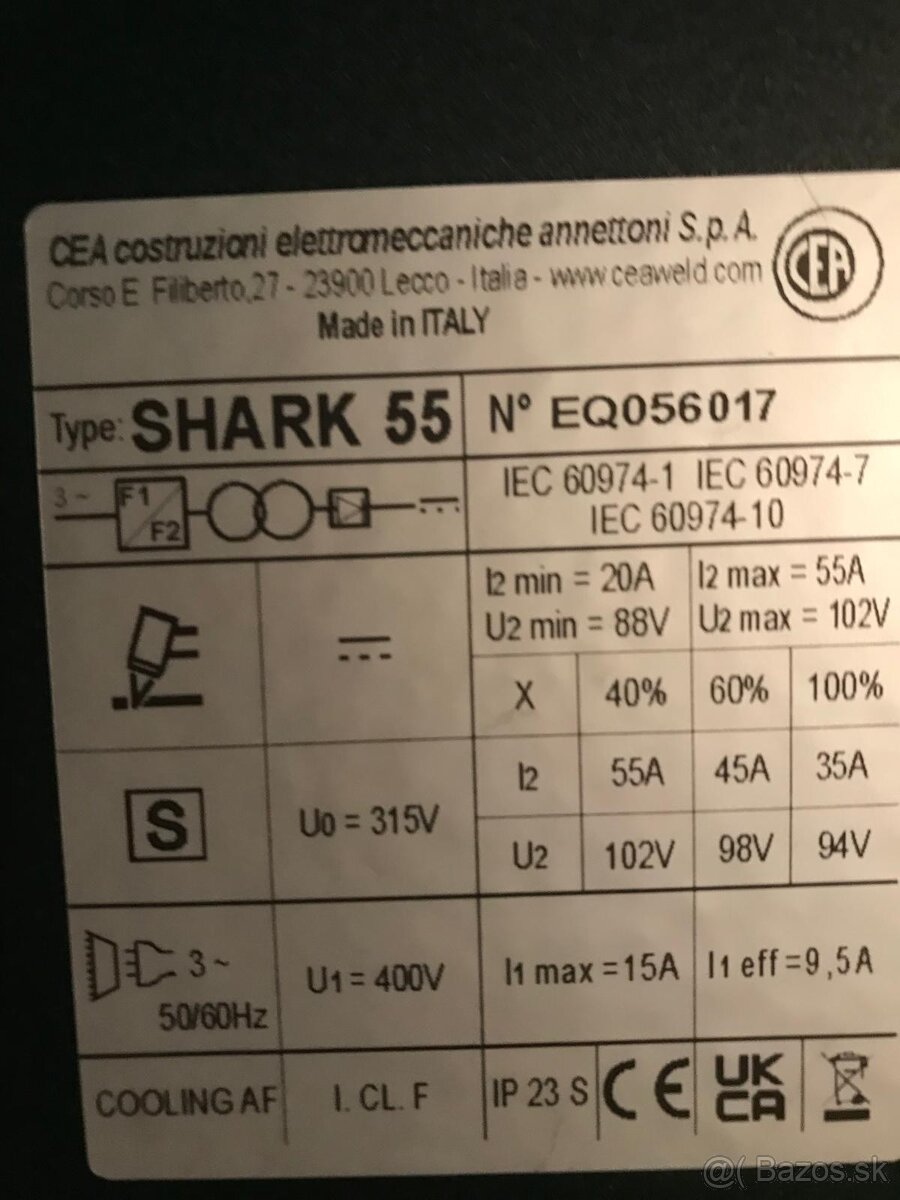 CEA costruzioni elettromeccaniche annettoni S.p.A.
Corso E Filiberto,27 - 23900 Lecco - Italia - www.ceaweld.com
Made in ITALY
CEA
Type: SHARK 55
N° EQ056017
3~ F1 F2
IEC 60974-1 IEC 60974-7
IEC 60974-10
I2 min = 20A
U2 min = 88V
I2 max = 55A
U2 max = 102V
X 40% 60% 100%
I2 55A 45A 35A
U2 102V 98V 94V
S
U0 = 315V
3~
50/60Hz
U1 = 400V
I1 max =15A
I1 eff =9,5A
COOLING AF
I. CL. F
IP 23 S
CE
UK
CA
@( Bazos.sk